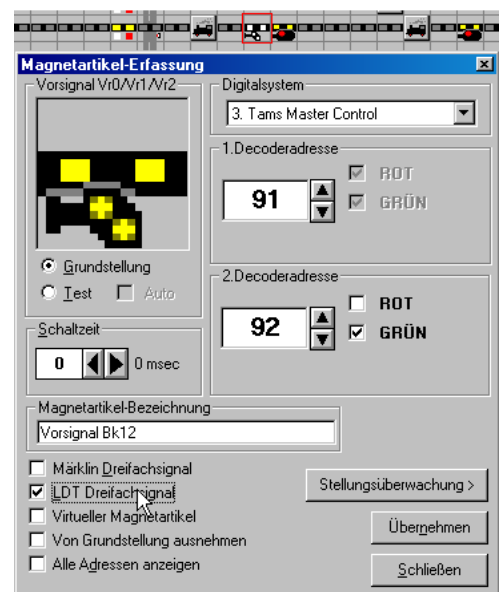 Magnetartikel-Erfassung
Vorsignal Vr0/Vr1/Vr2
Digitalsystem
3. Tams Master Control
1.Decoderadresse
91
ROT
GRÜN
Grundstellung
Test
Auto
2.Decoderadresse
92
ROT
GRÜN
Schaltzeit
0
0 msec
Magnetartikel-Bezeichnung
Vorsignal Bk12
Märklin Dreifachsignal
LDT Dreifachsignal
Virtueller Magnetartikel
Von Grundstellung ausnehmen
Alle Adressen anzeigen
Stellungsüberwachung >
Übernehmen
Schließen